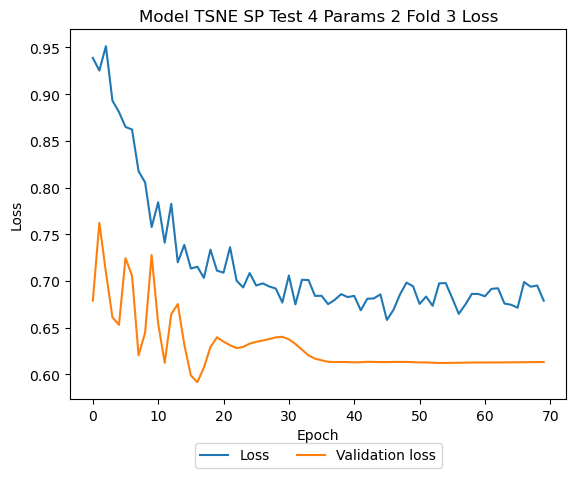 Model TSNE SP Test 4 Params 2 Fold 3 Loss
0.95
0.90
0.85
0.80
0.75
0.70
0.65
0.60
Loss
0 10 20 30 40 50 60 70
Epoch
Loss Validation loss